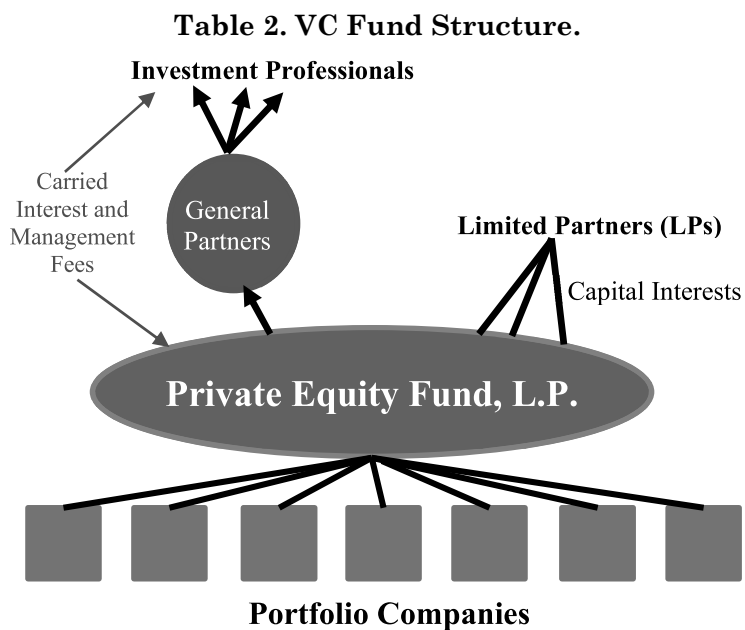 Table 2. VC Fund Structure.
Investment Professionals
Carried
Interest and
Management
Fees
General
Partners
Limited Partners (LPs)
Capital Interests
Private Equity Fund, L.P.
Portfolio Companies